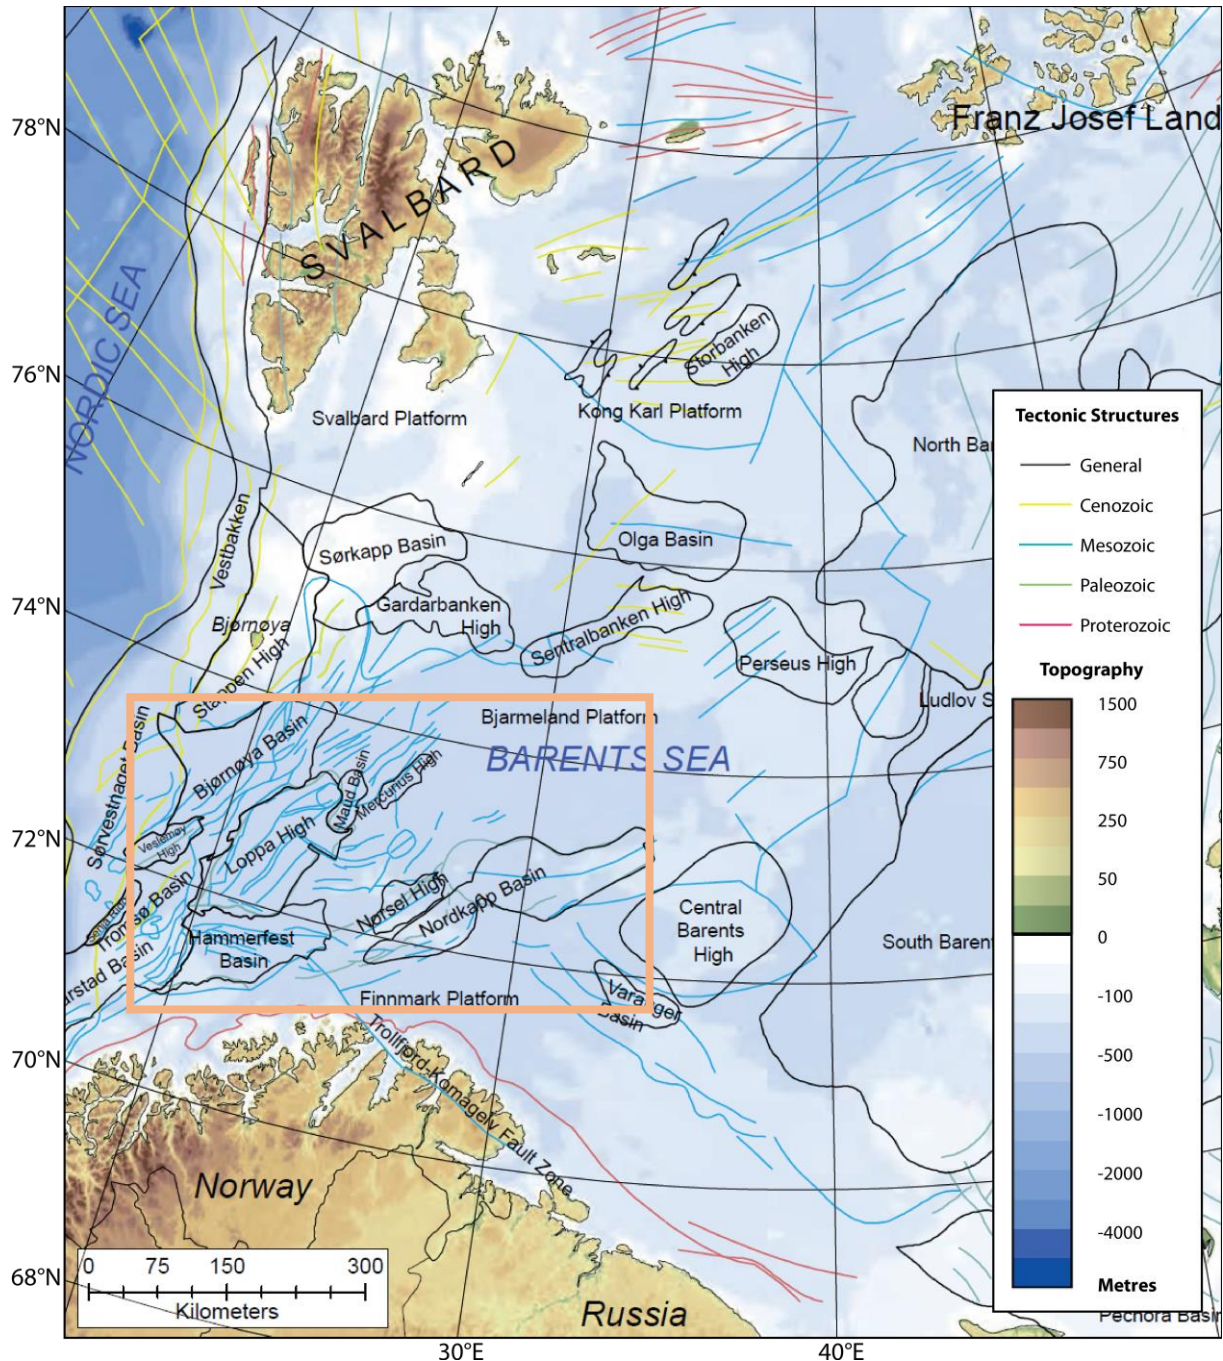 78°N
76°N
74°N
72°N
70°N
68°N
30°E
40°E
Franz Josef Land
SVALBARD
NORDIC SEA
Storbanken
High
Svalbard Platform
Kong Karl Platform
North Bar
Vestbakken
Sørkapp Basin
Olga Basin
Gardarbanken
High
Bjørnøya
Sentralbanken High
Stappen High
Perseus High
Ludlov S
Bjarmeland Platform
BARENTS SEA
Sørvestnaget Basin
Bjørnøya Basin
Maud Basin
Mercurius High
Veslemøy
High
Loppa High
Norsel High
Nordkapp Basin
Tromsø Basin
Hammerfest
Basin
Central
Barents
High
South Barent
arstad Basin
Finnmark Platform
Varanger
Basin
Trollfjord-Komagelv Fault Zone
Norway
Russia
Pechora Basin
0 75 150 300
Kilometers
Tectonic Structures
General
Cenozoic
Mesozoic
Paleozoic
Proterozoic
Topography
1500
750
250
50
0
-100
-500
-1000
-2000
-4000
Metres